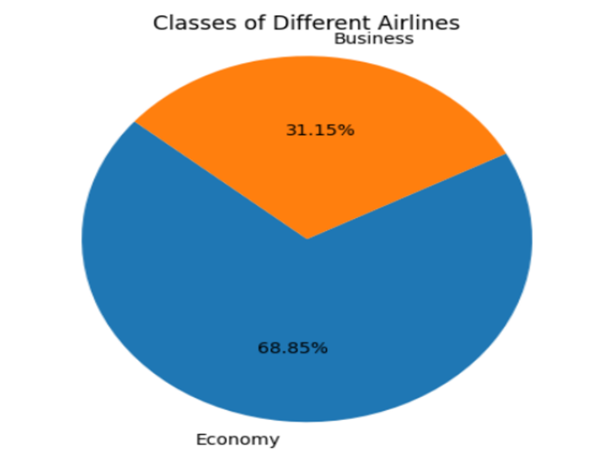 Classes of Different Airlines
Business
31.15%
68.85%
Economy